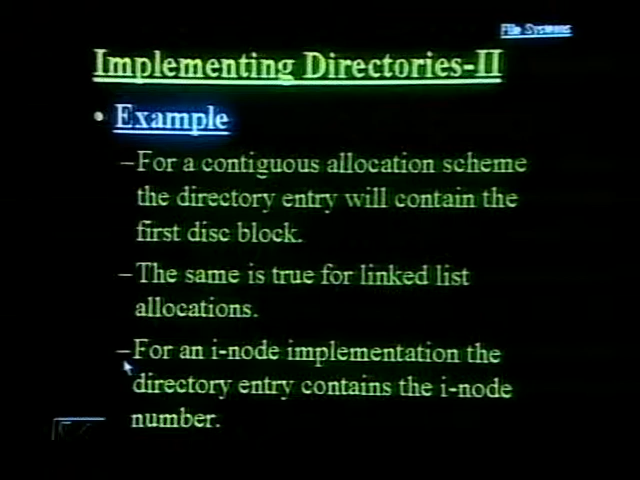 File Systems
Implementing Directories-II
• Example
–For a contiguous allocation scheme
the directory entry will contain the
first disc block.
–The same is true for linked list
allocations.
–For an i-node implementation the
directory entry contains the i-node
number.